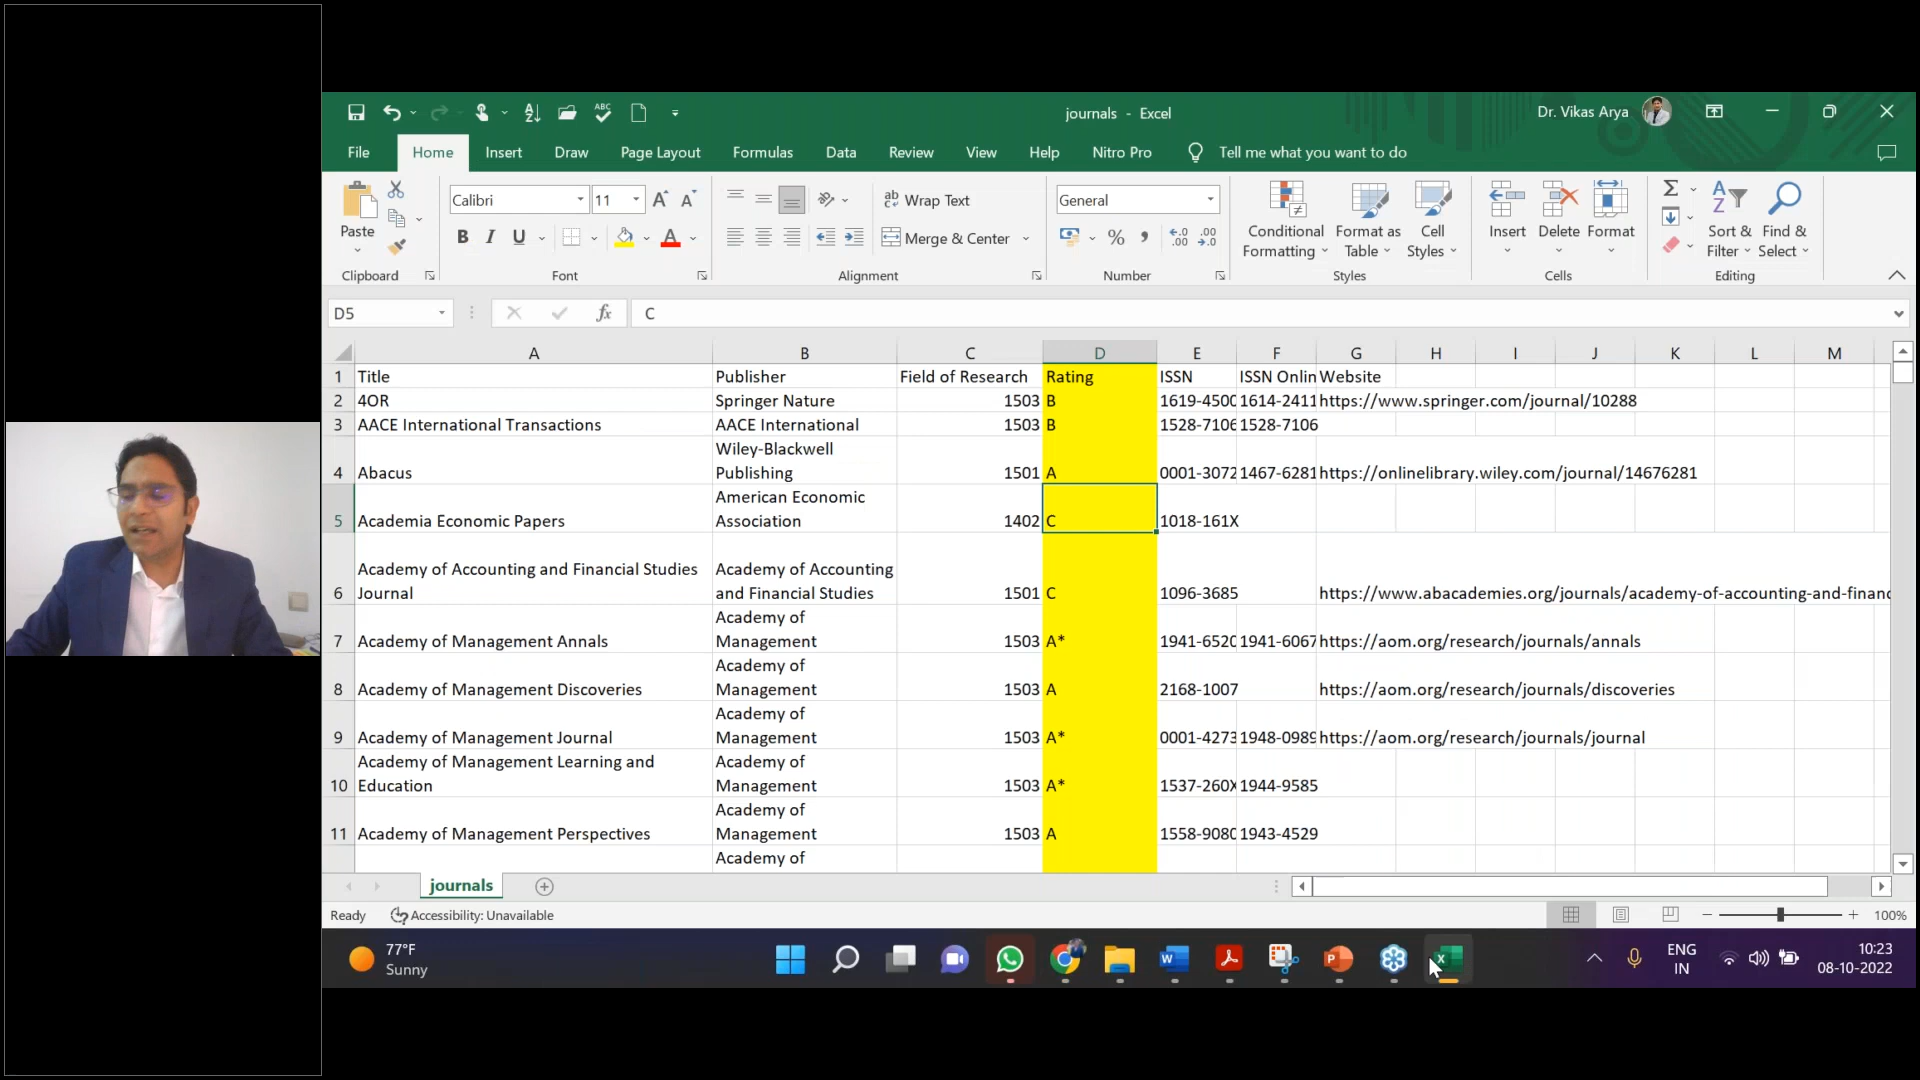 journals - Excel
Dr. Vikas Arya
File Home Insert Draw Page Layout Formulas Data Review View Help Nitro Pro Tell me what you want to do
Paste
Clipboard
Calibri 11
B I U
Font
Wrap Text
Merge & Center
Alignment
General
Number
Conditional Formatting
Format as Table
Cell Styles
Styles
Insert Delete Format
Cells
Sort & Filter
Find & Select
Editing
D5 fx C
A B C D E F G H I J K L M
1 Title Publisher Field of Research Rating ISSN ISSN Onlin Website
2 4OR Springer Nature 1503 B 1619-4500 1614-2411 https://www.springer.com/journal/10288
3 AACE International Transactions AACE International 1503 B 1528-7106 1528-7106
Wiley-Blackwell
4 Abacus Publishing 1501 A 0001-3072 1467-6281 https://onlinelibrary.wiley.com/journal/14676281
American Economic
5 Academia Economic Papers Association 1402 C 1018-161X
Academy of Accounting and Financial Studies Academy of Accounting
6 Journal and Financial Studies 1501 C 1096-3685 https://www.abacademies.org/journals/academy-of-accounting-and-financ
Academy of
7 Academy of Management Annals Management 1503 A* 1941-6520 1941-6067 https://aom.org/research/journals/annals
Academy of
8 Academy of Management Discoveries Management 1503 A 2168-1007 https://aom.org/research/journals/discoveries
Academy of
9 Academy of Management Journal Management 1503 A* 0001-4273 1948-0989 https://aom.org/research/journals/journal
Academy of Management Learning and Academy of
10 Education Management 1503 A* 1537-260X 1944-9585
Academy of
11 Academy of Management Perspectives Management 1503 A 1558-9080 1943-4529
Academy of
journals
Ready Accessibility: Unavailable 100%
77°F
Sunny
ENG
IN
10:23
08-10-2022